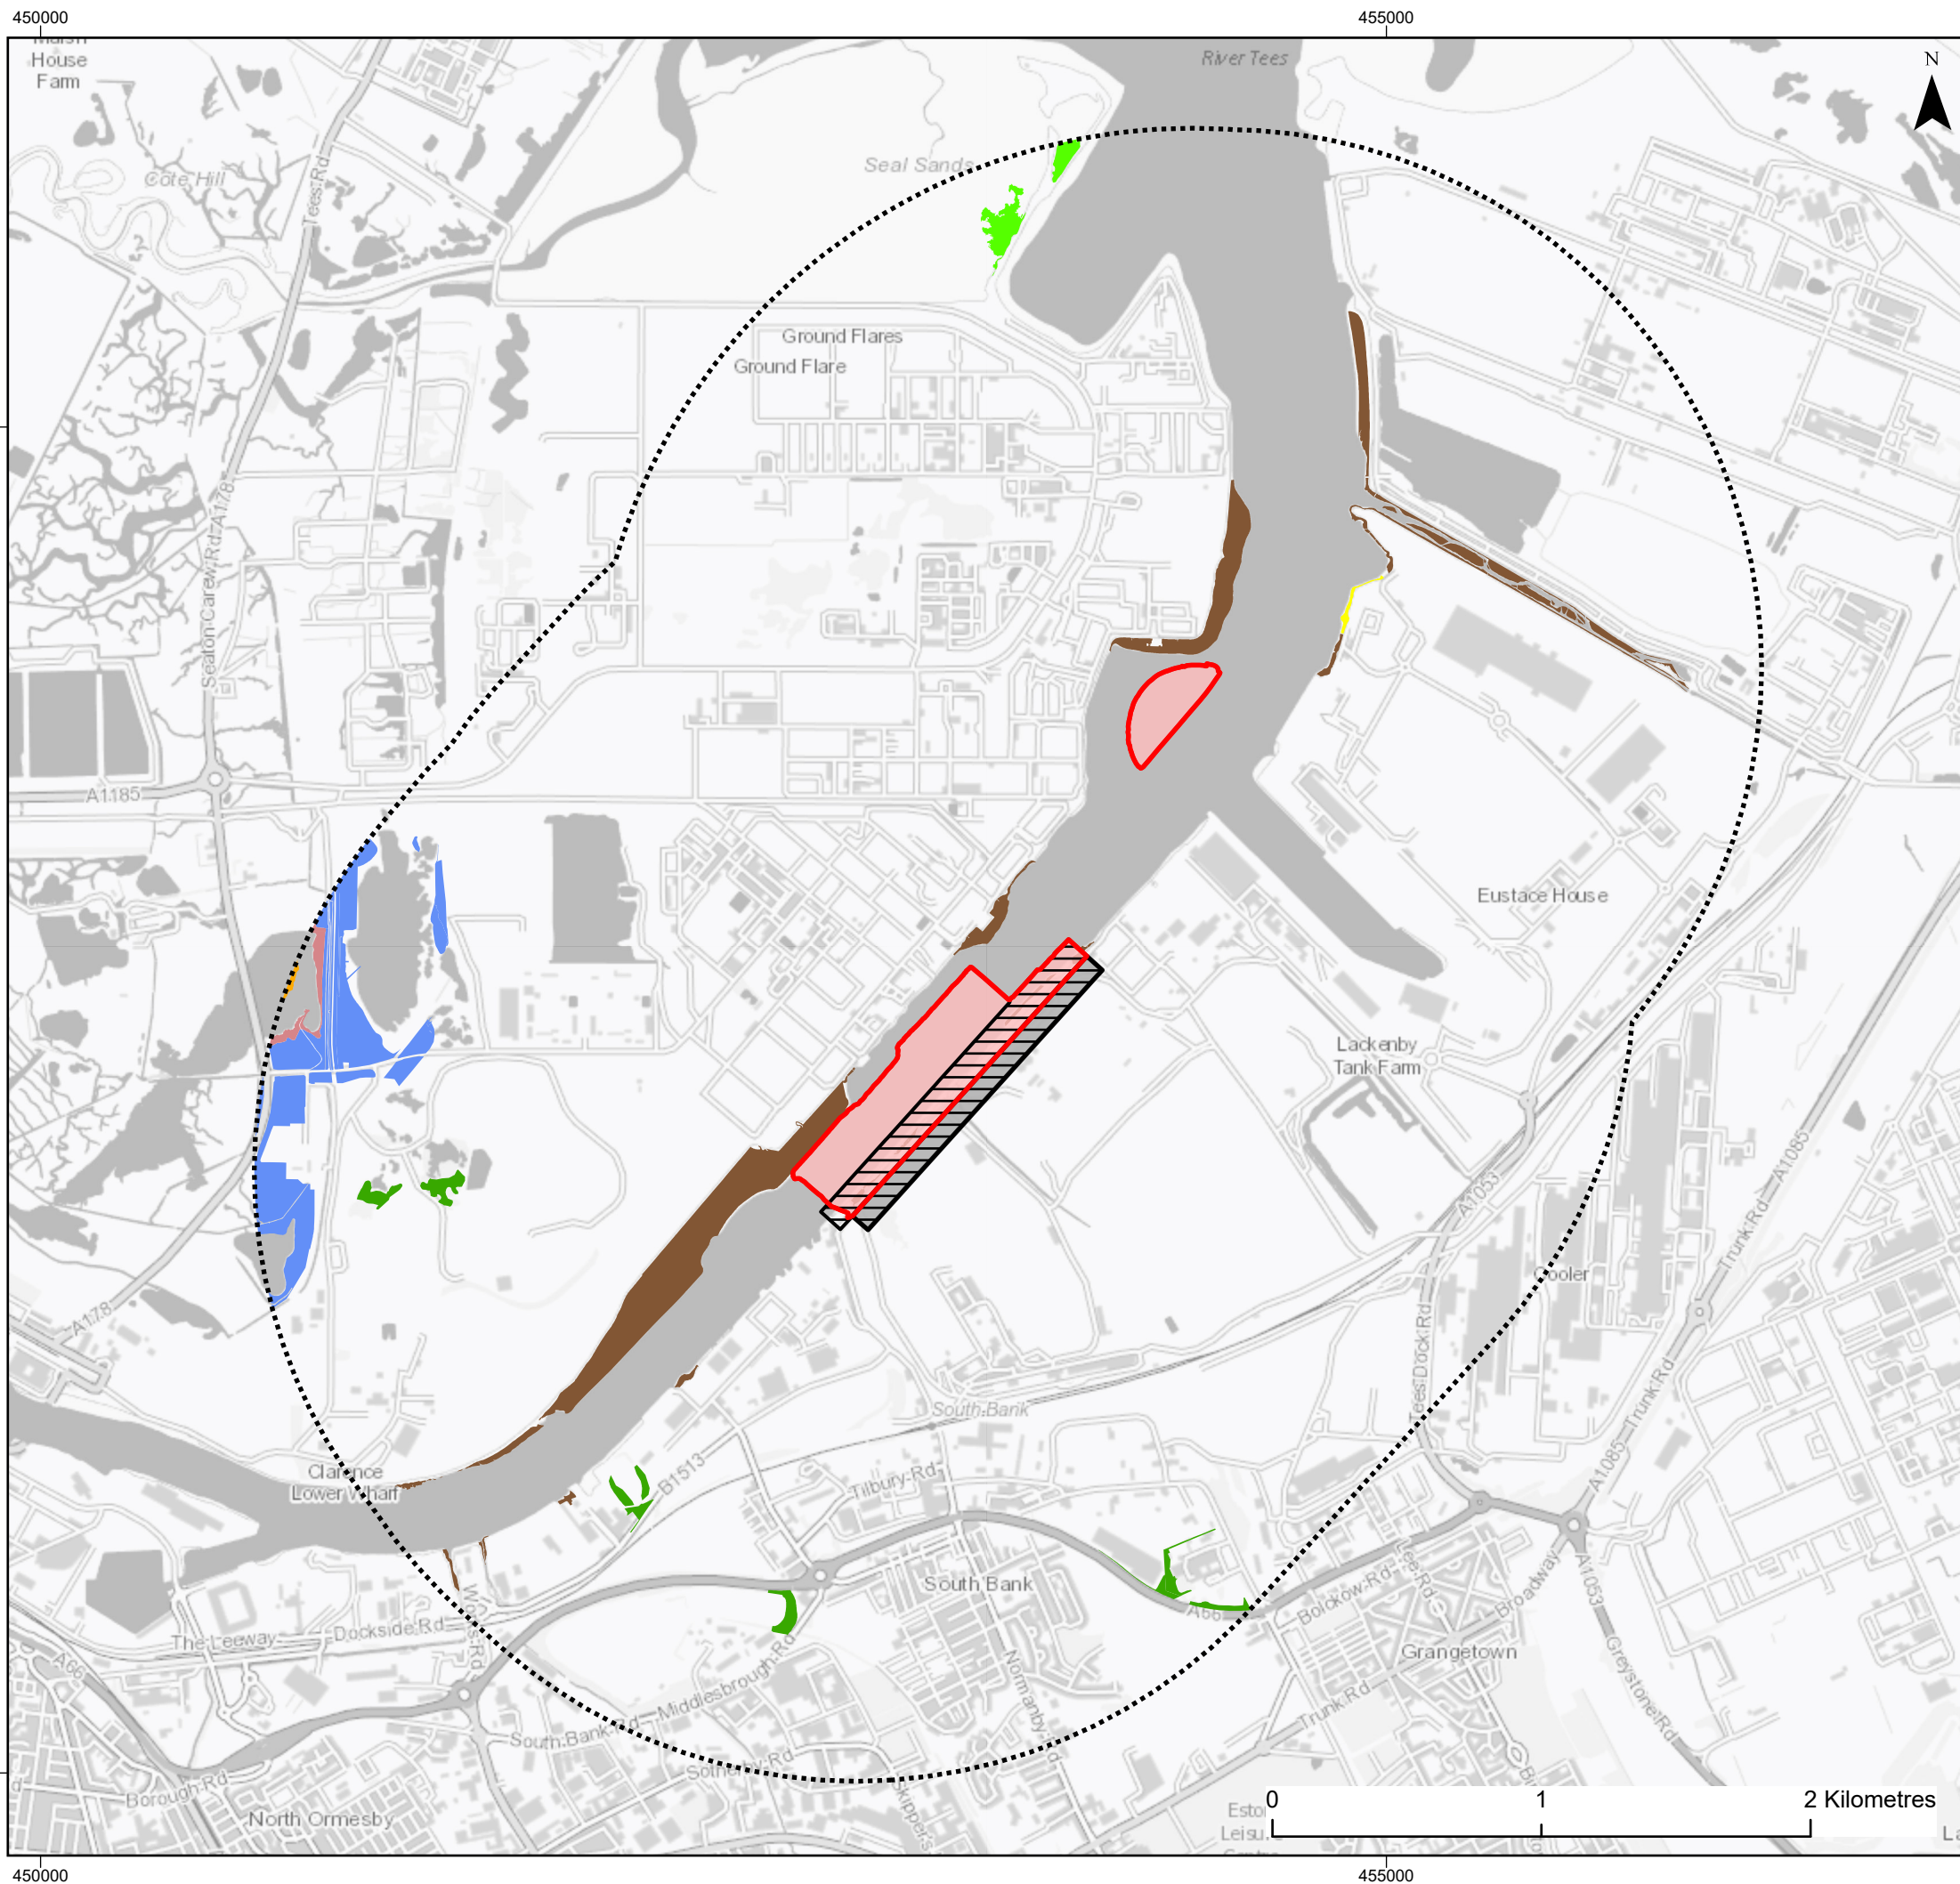 450000
455000
House
Farm
River Tees
N
Cote Hill
Tees Rd
Seal Sands
Ground Flares
Ground Flare
Seaton Carew Rd A178
A1185
Eustace House
Lackenby
Tank Farm
A1053
Trunk Rd
A1085
A178
Cooler
Tees Dock Rd
South Bank
Trunk Rd
A1085
Clarence
Lower Wharf
B1513
Tilbury-Rd
South Bank
A66
Bolckow-Rd
Lee Rd
Broadway
A1053
Grangetown
Greystone Rd
The Leeway
Dockside Rd
A66
Middlesbrough Rd
South Bank Rd
Normanby Rd
Trunk Rd
Borough Rd
North Ormesby
Skippers
0
1
2 Kilometres
450000
455000